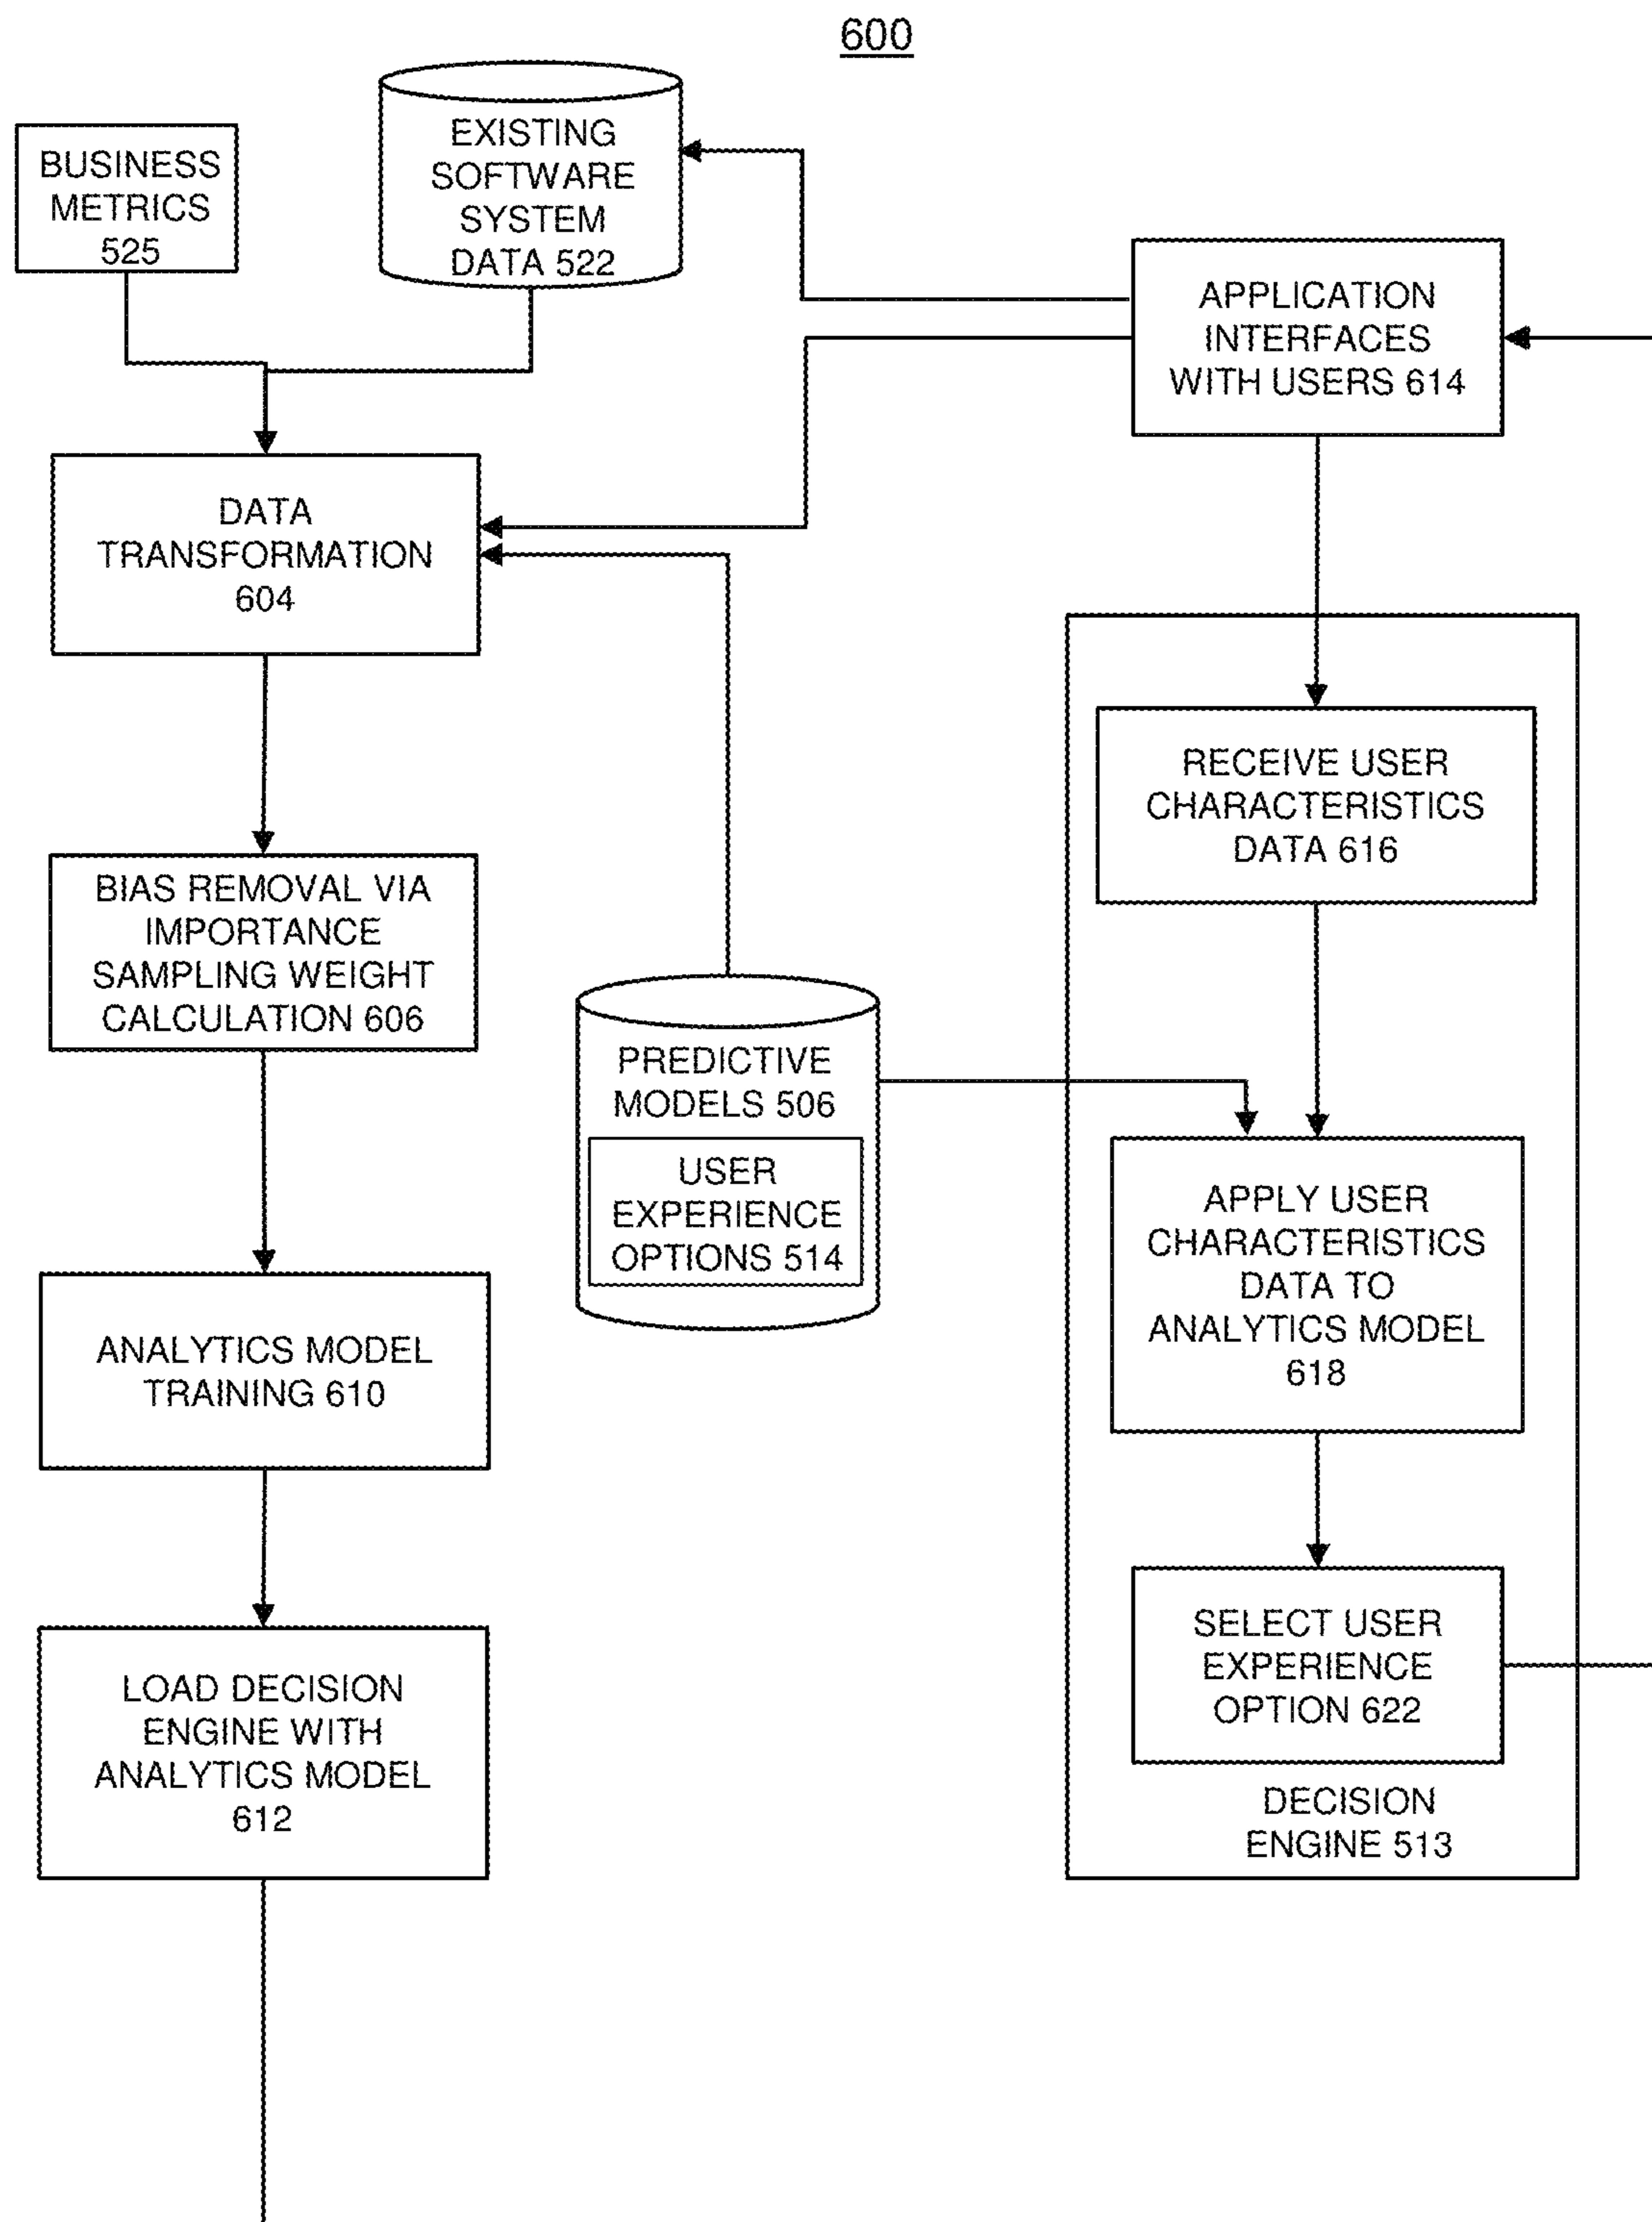 600
BUSINESS
METRICS
525
EXISTING
SOFTWARE
SYSTEM
DATA 522
APPLICATION
INTERFACES
WITH USERS 614
DATA
TRANSFORMATION
604
RECEIVE USER
CHARACTERISTICS
DATA 616
BIAS REMOVAL VIA
IMPORTANCE
SAMPLING WEIGHT
CALCULATION 606
PREDICTIVE
MODELS 506
USER
EXPERIENCE
OPTIONS 514
APPLY USER
CHARACTERISTICS
DATA TO
ANALYTICS MODEL
618
ANALYTICS MODEL
TRAINING 610
SELECT USER
EXPERIENCE
OPTION 622
LOAD DECISION
ENGINE WITH
ANALYTICS MODEL
612
DECISION
ENGINE 513